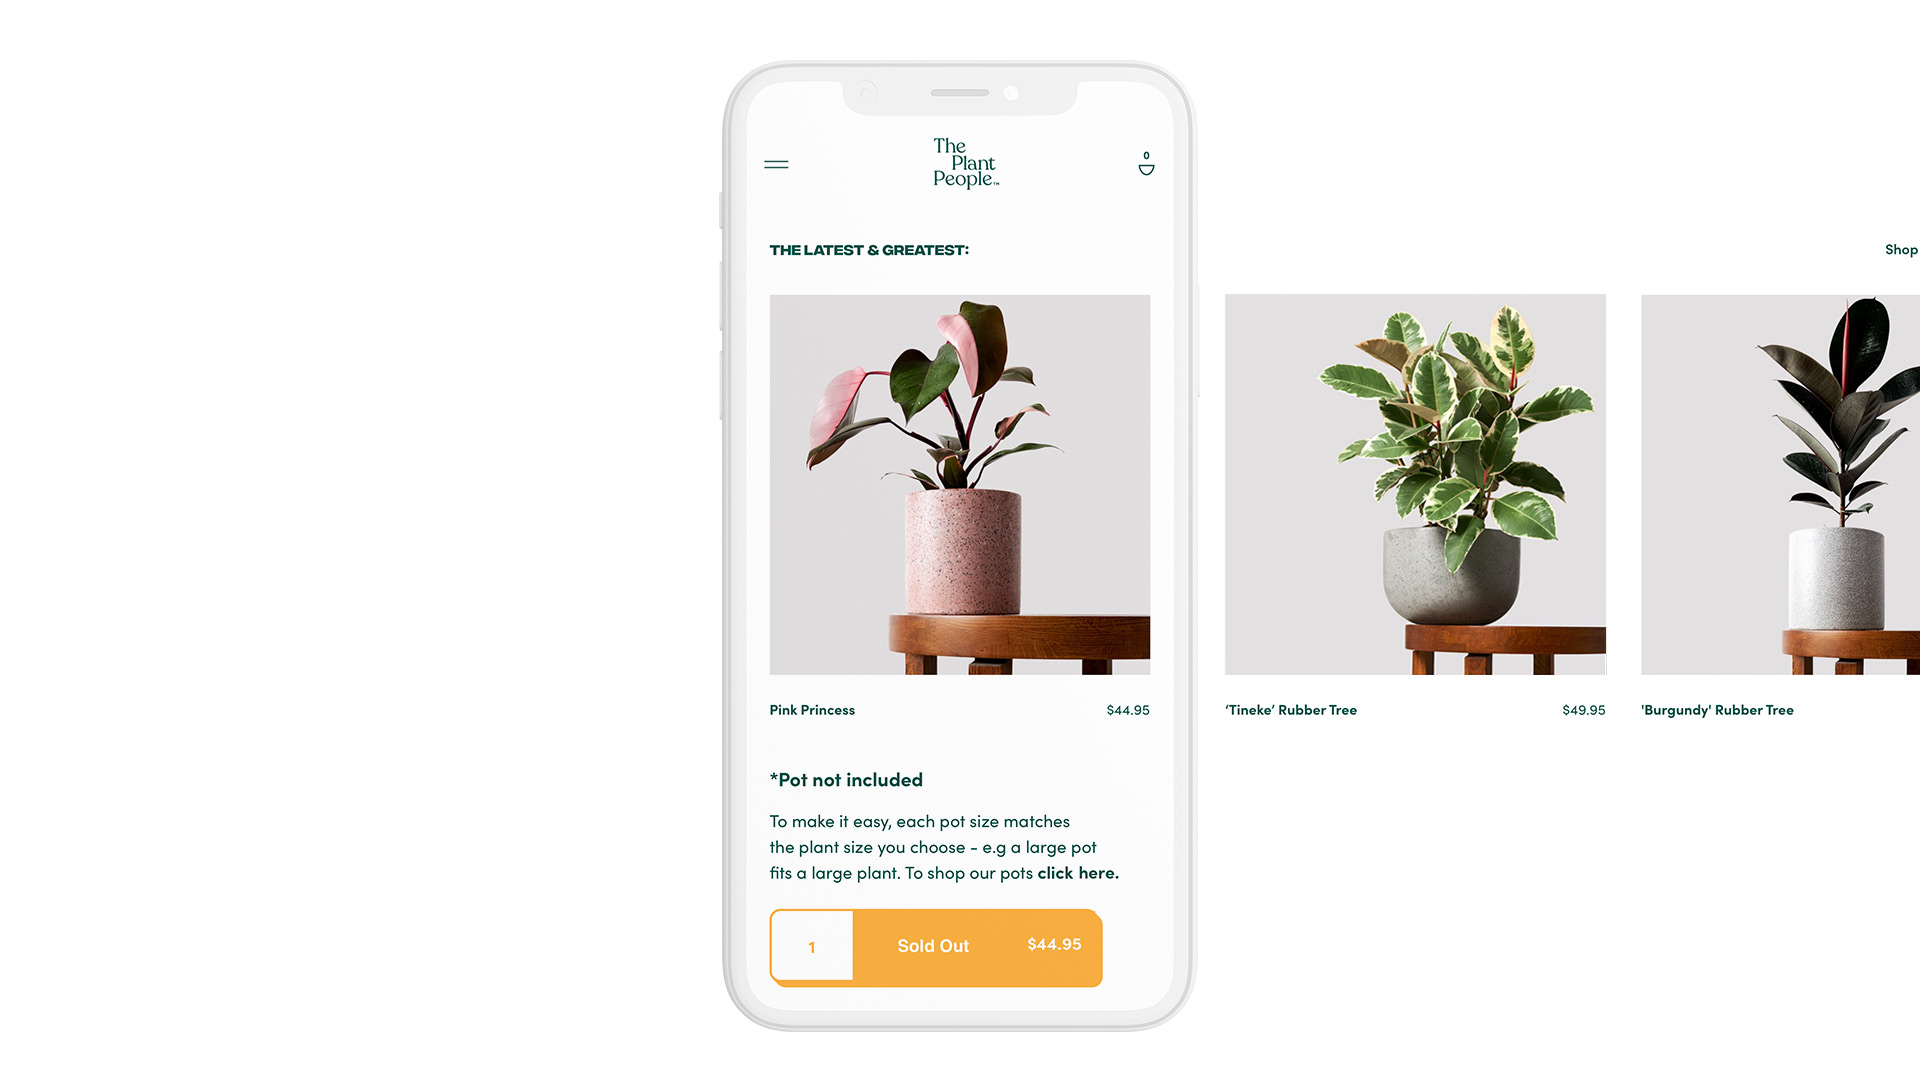 The
Plant
People.™
0
THE LATEST & GREATEST:
Shop
Pink Princess
$44.95
‘Tineke’ Rubber Tree
$49.95
'Burgundy' Rubber Tree
*Pot not included
To make it easy, each pot size matches
the plant size you choose - e.g a large pot
fits a large plant. To shop our pots click here.
1
Sold Out
$44.95